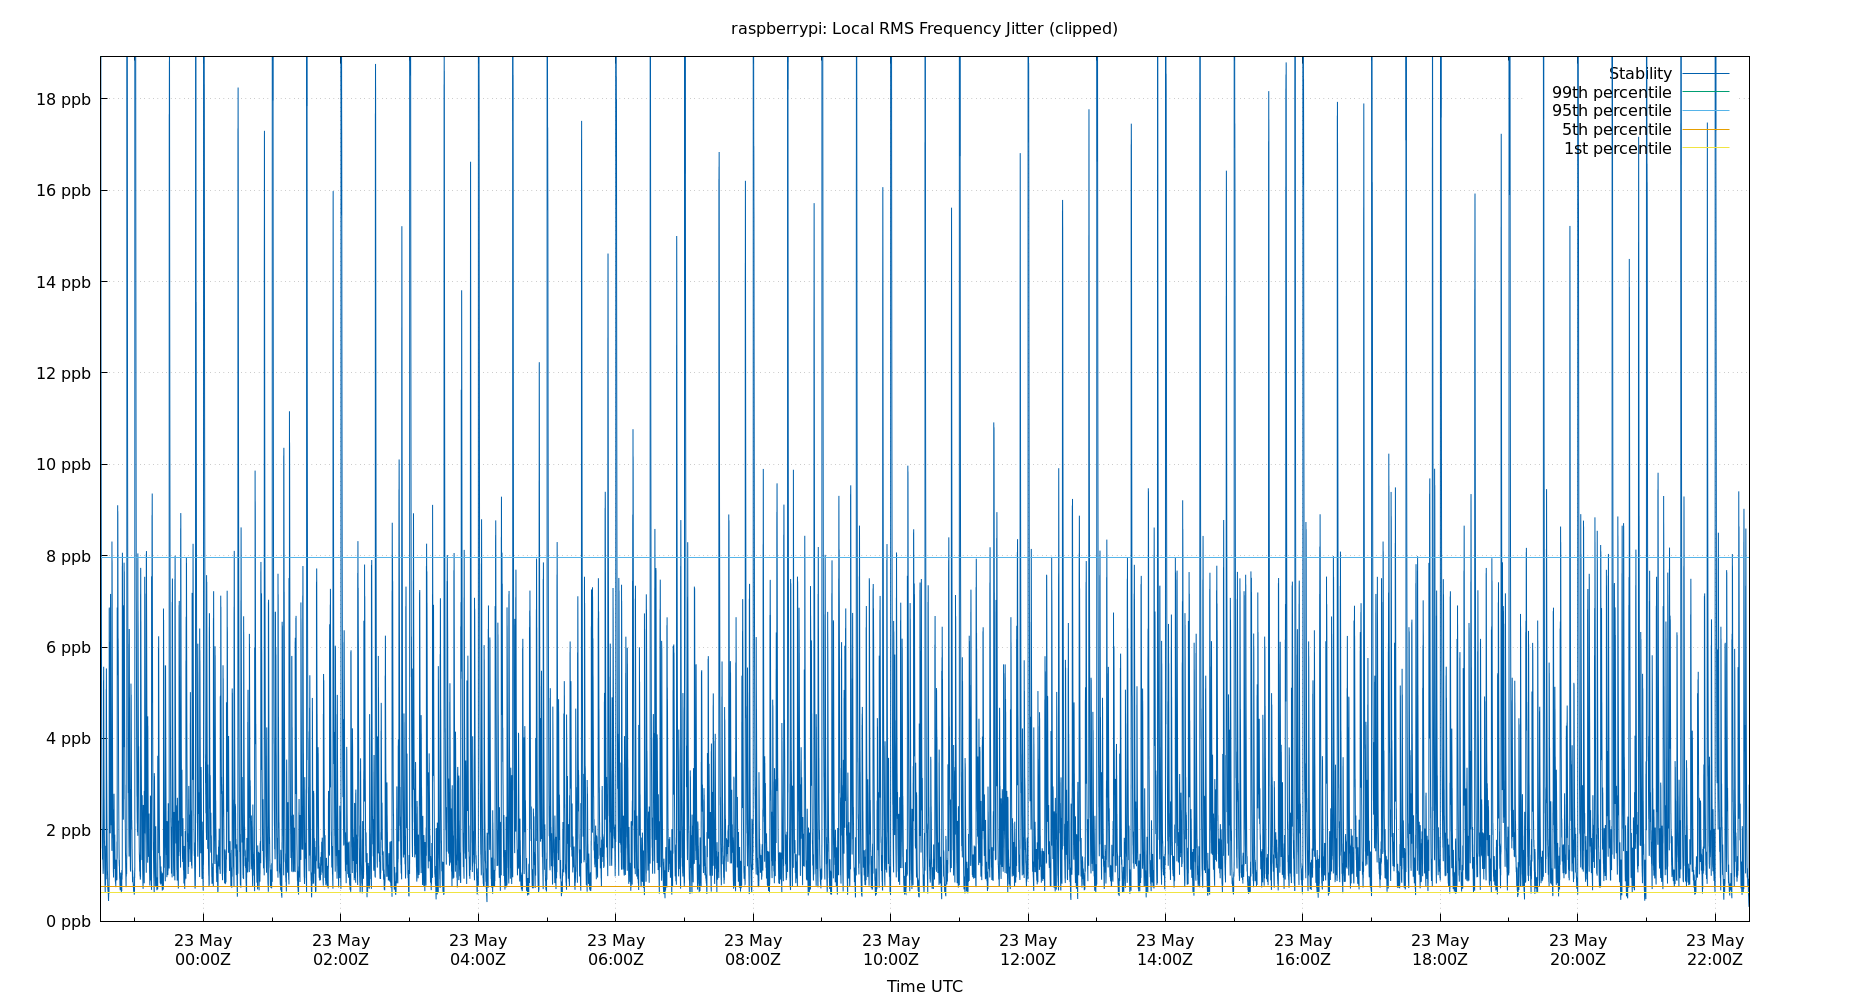 raspberrypi: Local RMS Frequency Jitter (clipped)
Stability
99th percentile
95th percentile
5th percentile
1st percentile
18 ppb
16 ppb
14 ppb
12 ppb
10 ppb
8 ppb
6 ppb
4 ppb
2 ppb
0 ppb
23 May 23 May 23 May 23 May 23 May 23 May 23 May 23 May 23 May 23 May 23 May 23 May
00:00Z 02:00Z 04:00Z 06:00Z 08:00Z 10:00Z 12:00Z 14:00Z 16:00Z 18:00Z 20:00Z 22:00Z
Time UTC